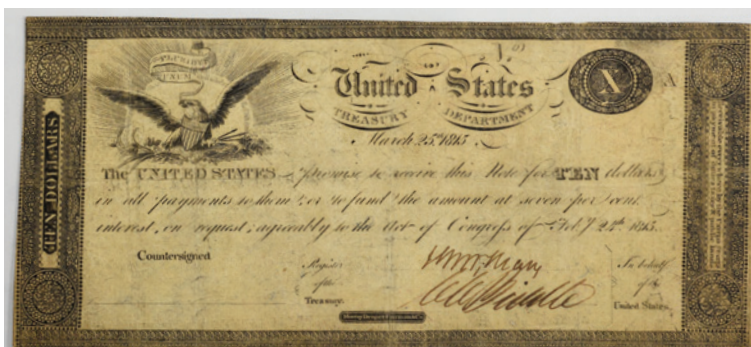 E PLURIBUS
UNUM
United States
TREASURY DEPARTMENT
March 25th 1815
X
TEN DOLLARS
The UNITED STATES promise to receive this Note for TEN dollars
in all payments to them; or to fund the amount at seven per cent.
interest, on request; agreeably to the Act of Congress of Feb.y 24th 1815.
Countersigned
Register
of the
Treasury.
In behalf
of the
United States.